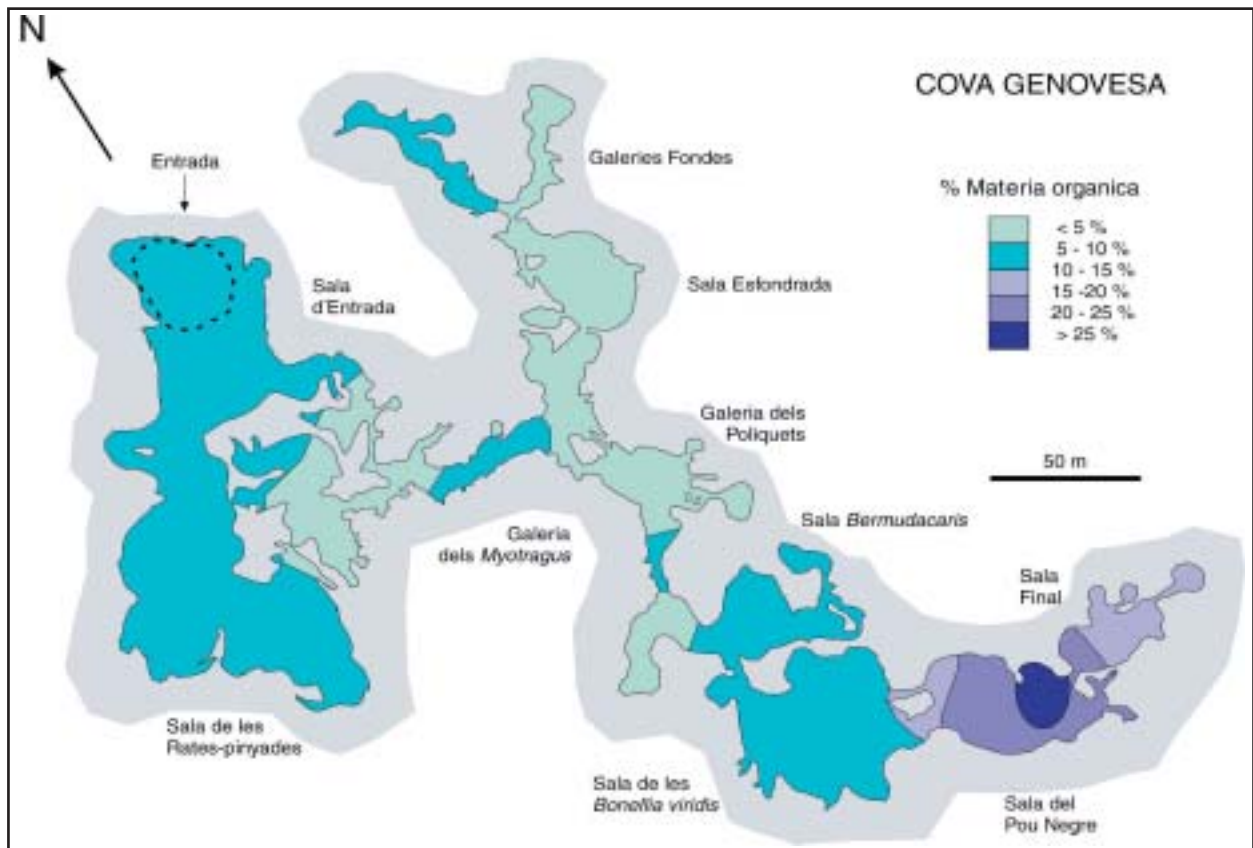 N
COVA GENOVESA
Entrada
Galeries Fondes
% Materia organica
< 5 %
5 - 10 %
10 - 15 %
15 -20 %
20 - 25 %
> 25 %
Sala
d'Entrada
Sala Esfondrada
Galeria dels
Poliquets
50 m
Galeria
dels Myotragus
Sala Bermudacaris
Sala
Final
Sala de les
Rates-pinyades
Sala de les
Bonellia viridis
Sala del
Pou Negre